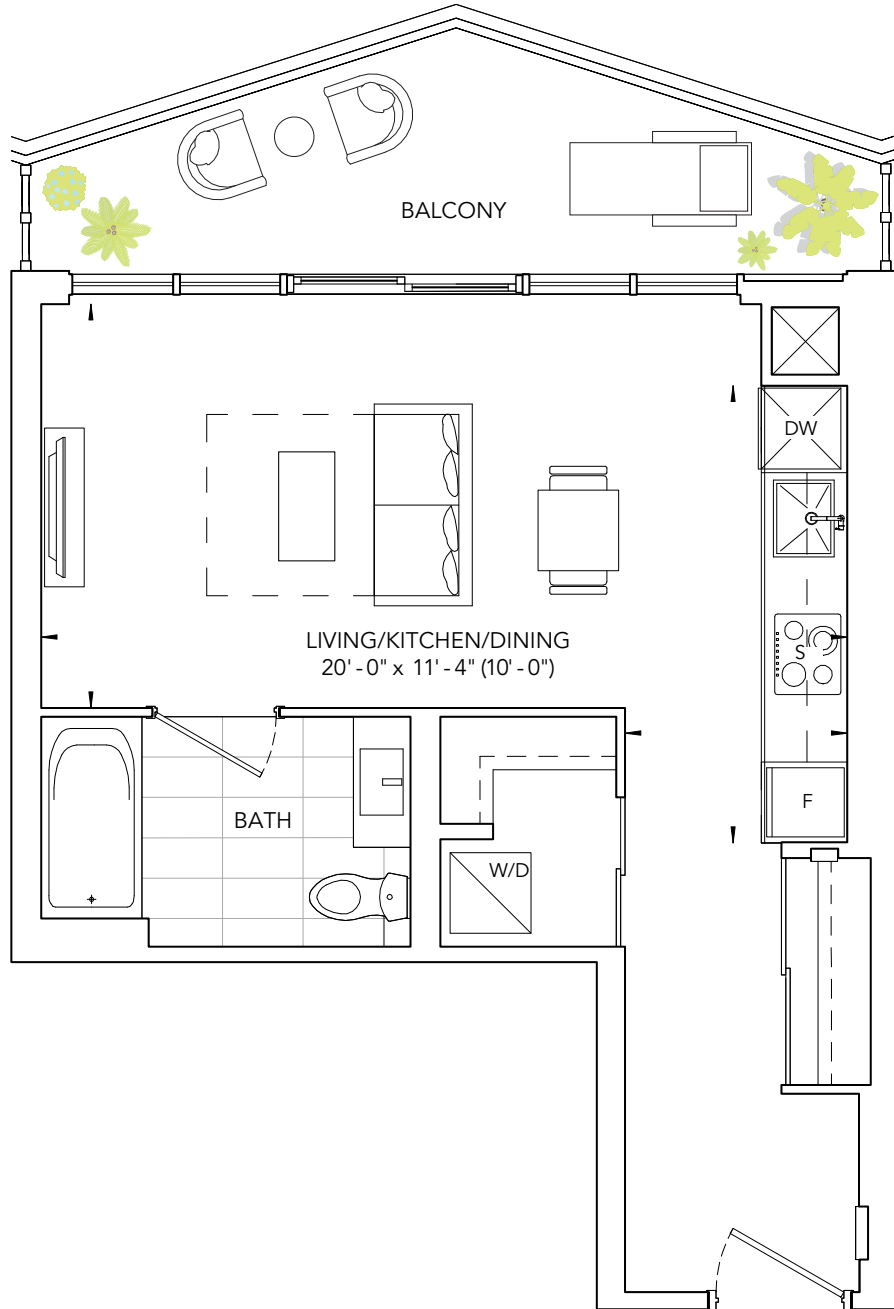 BALCONY
DW
LIVING/KITCHEN/DINING
20'-0" x 11'-4" (10'-0")
S
F
BATH
W/D